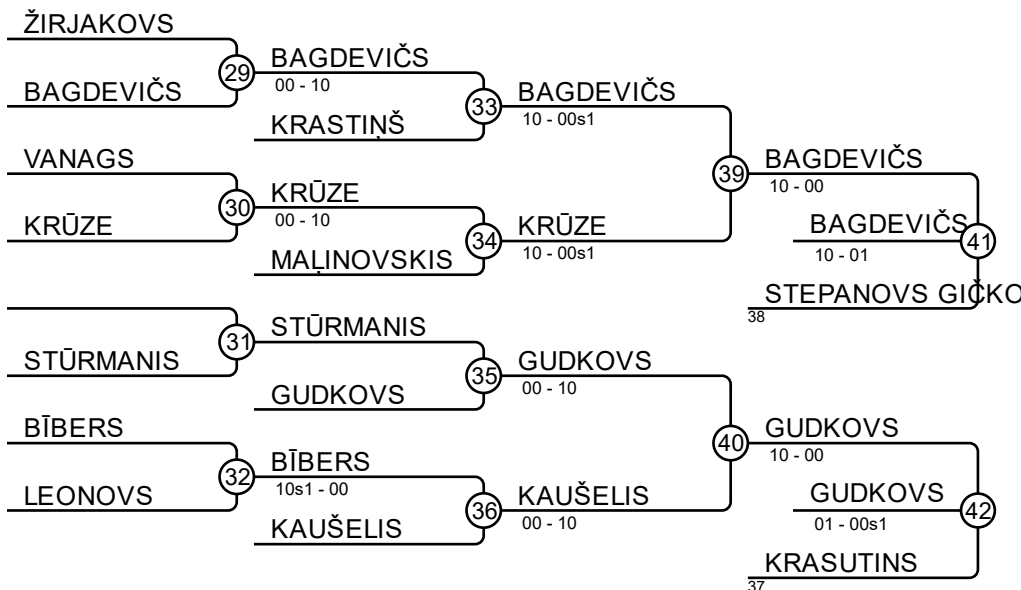 ŽIRJAKOVS
29
BAGDEVIČS
00 - 10
BAGDEVIČS
33
BAGDEVIČS
10 - 00s1
KRASTIŅŠ
VANAGS
39
BAGDEVIČS
10 - 00
30
KRŪZE
00 - 10
KRŪZE
34
KRŪZE
10 - 00s1
BAGDEVIČS
10 - 01
41
MAĻINOVSKIS
STEPANOVS GIČKO
38
31
STŪRMANIS
STŪRMANIS
35
GUDKOVS
00 - 10
GUDKOVS
BĪBERS
40
GUDKOVS
10 - 00
32
BĪBERS
10s1 - 00
LEONOVS
36
KAUŠELIS
00 - 10
GUDKOVS
01 - 00s1
42
KAUŠELIS
KRASUTINS
37